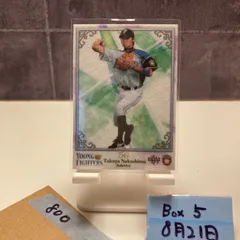 YOUNG
FIGHTERS
Takuya Nakashima
800
Box 5
8月21日